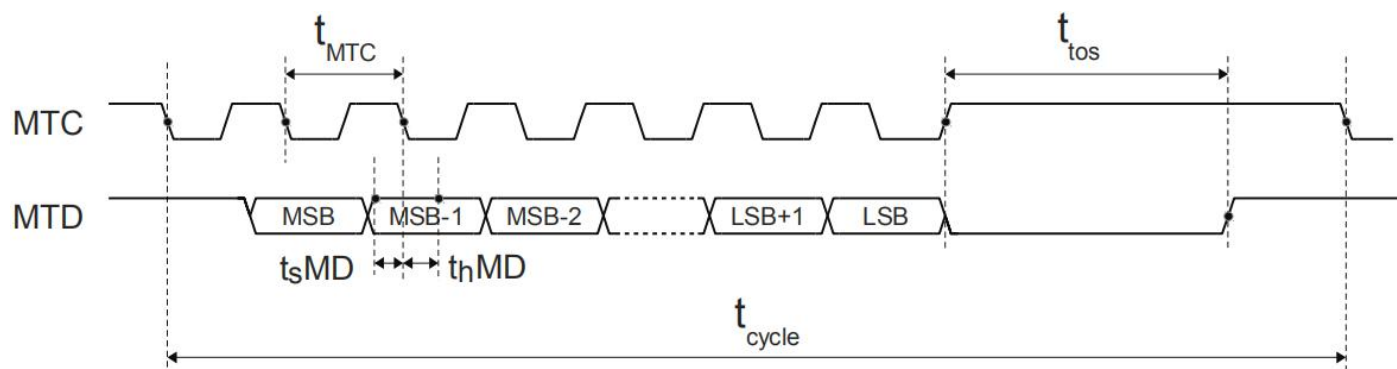 tMTC
ttos
MTC
MTD
MSB
MSB-1
MSB-2
LSB+1
LSB
tsMD
thMD
tcycle